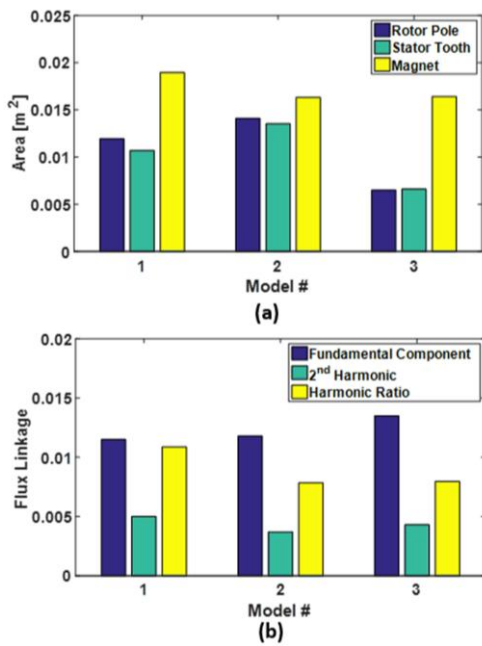 0.025
0.02
0.015
0.01
0.005
0
Area [m²]
Rotor Pole
Stator Tooth
Magnet
1 2 3
Model #
(a)
0.02
0.015
0.01
0.005
0
Flux Linkage
Fundamental Component
2nd Harmonic
Harmonic Ratio
1 2 3
Model #
(b)